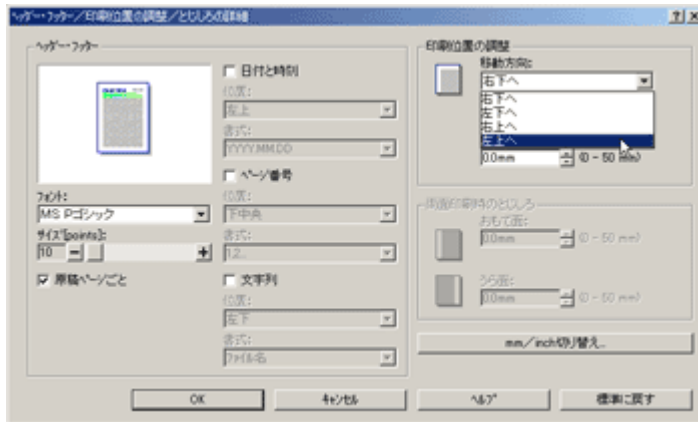 ヘッダー・フッター／印刷位置の調整／とじしろの詳細
ヘッダー・フッター
フォント:
MS Pゴシック
サイズ[points]:
10
原稿ページごと
日付と時刻
位置:
左上
書式:
YYYY.MM.DD
ページ番号
位置:
下中央
書式:
1,2..
文字列
位置:
左下
書式:
ファイル名
印刷位置の調整
移動方向:
右下へ
右下へ
左下へ
右上へ
左上へ
0.0mm (0 - 50 mm)
両面印刷時のとじしろ
おもて面:
0.0mm (0 - 50 mm)
うら面:
0.0mm (0 - 50 mm)
mm／inch切り替え..
OK キャンセル ヘルプ 標準に戻す